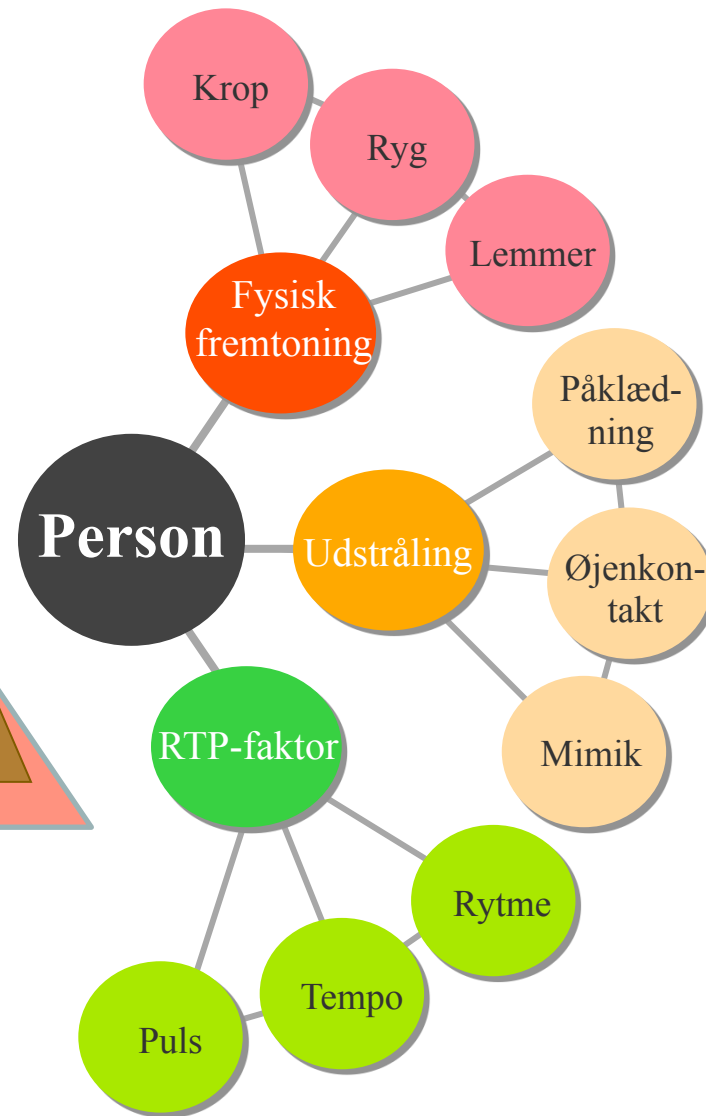 Krop
Ryg
Lemmer
Fysisk
fremtoning
Påklæd-
ning
Person
Udstråling
Øjenkon-
takt
Mimik
RTP-faktor
Rytme
Tempo
Puls